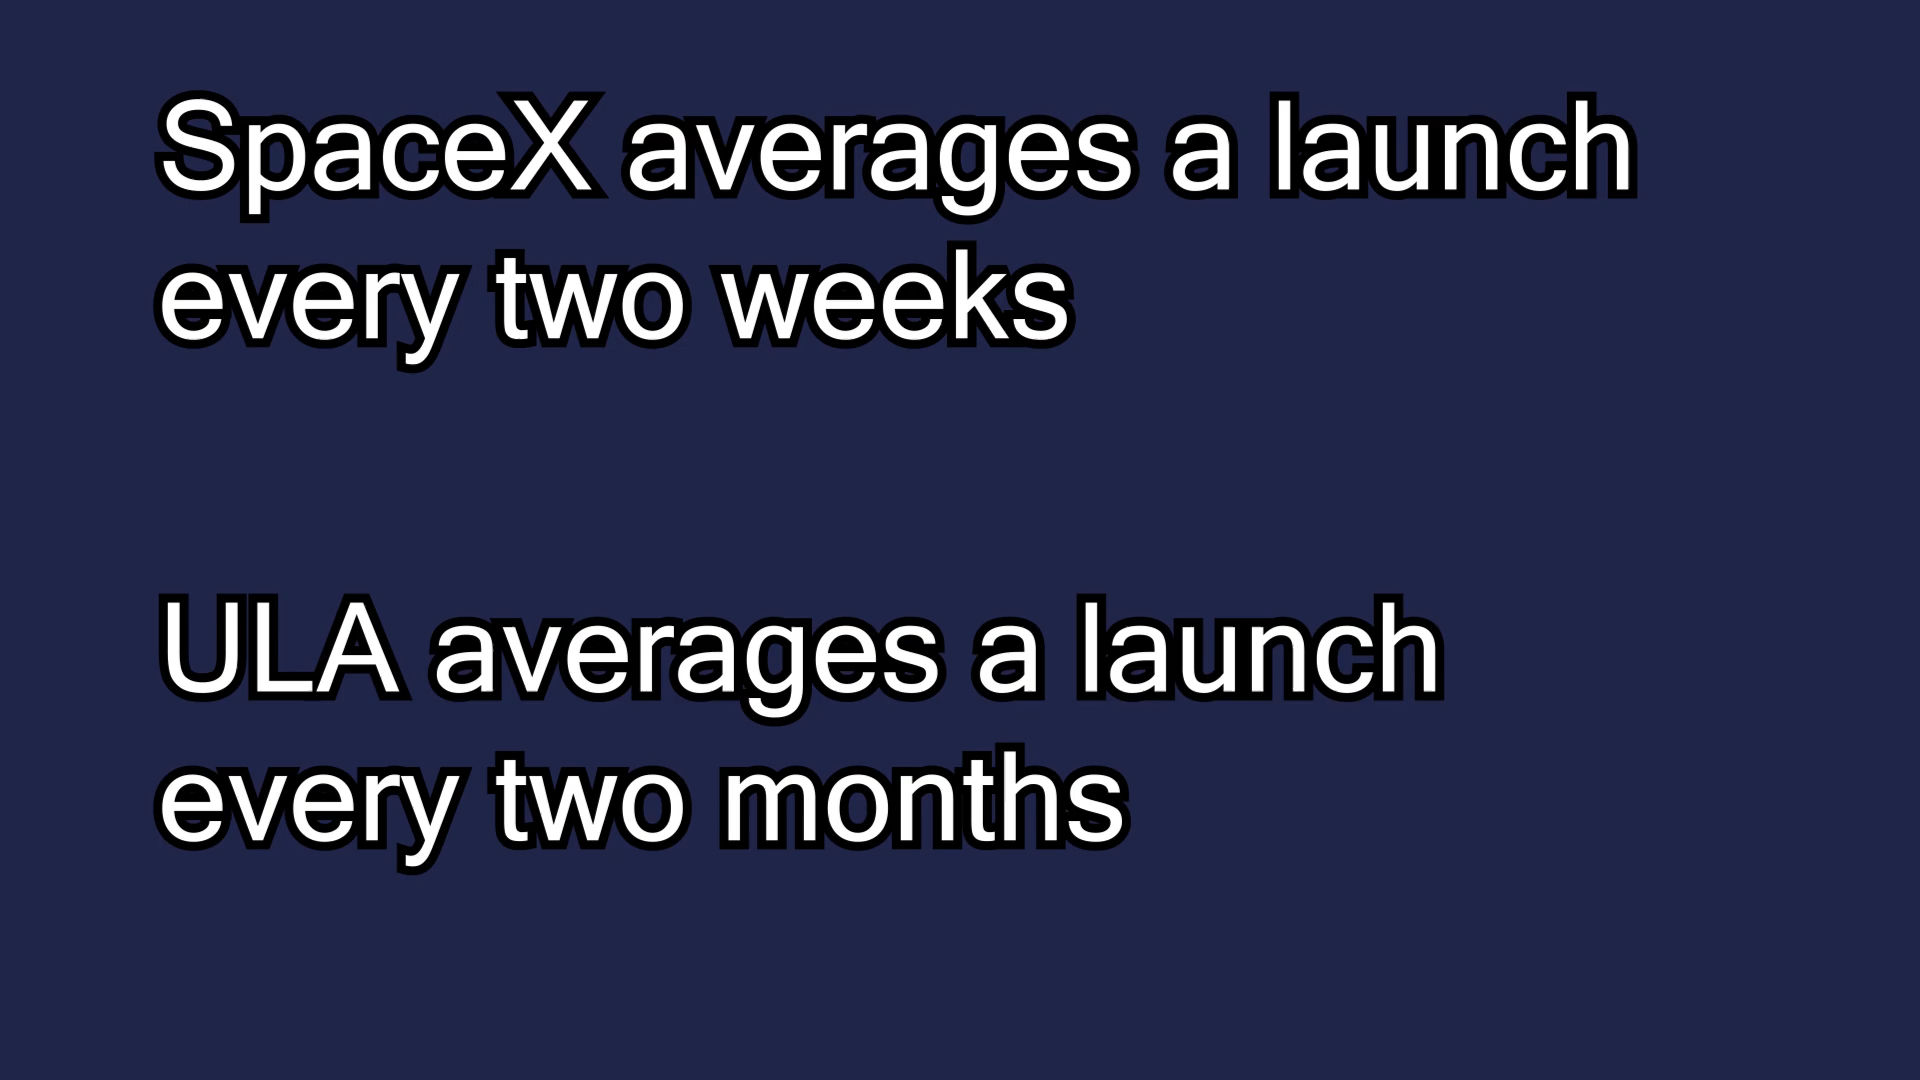 SpaceX averages a launch
every two weeks
ULA averages a launch
every two months